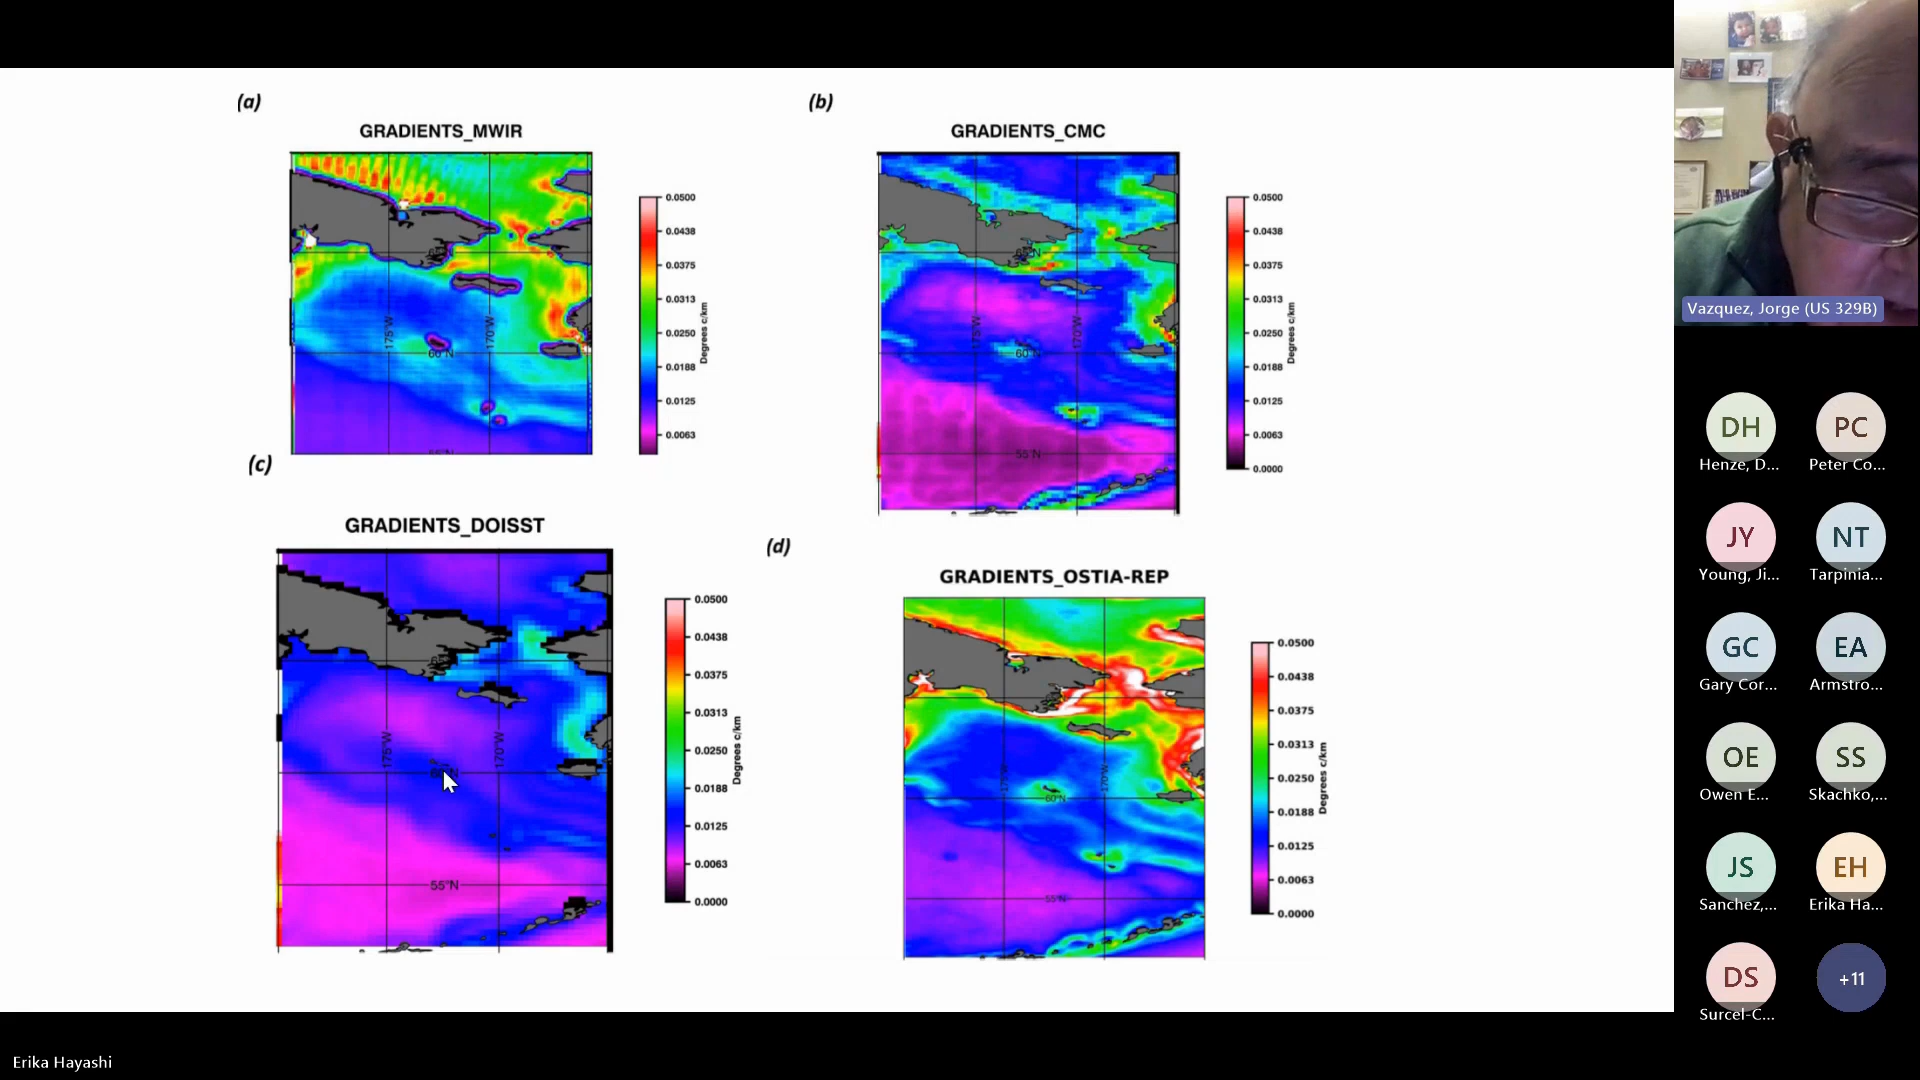 (a)
GRADIENTS_MWIR
0.0500
0.0438
0.0375
0.0313
0.0250
0.0188
0.0125
0.0063
Degrees c/km
175°W
170°W
60°N
(b)
GRADIENTS_CMC
0.0500
0.0438
0.0375
0.0313
0.0250
0.0188
0.0125
0.0063
0.0000
Degrees c/km
175°W
170°W
60°N
55°N
(c)
GRADIENTS_DOISST
0.0500
0.0438
0.0375
0.0313
0.0250
0.0188
0.0125
0.0063
0.0000
Degrees c/km
175°W
170°W
55°N
(d)
GRADIENTS_OSTIA-REP
0.0500
0.0438
0.0375
0.0313
0.0250
0.0188
0.0125
0.0063
0.0000
Degrees c/km
170°W
60°N
55°N
Vazquez, Jorge (US 329B)
DH
Henze, D...
PC
Peter Co...
JY
Young, Ji...
NT
Tarpinia...
GC
Gary Cor...
EA
Armstro...
OE
Owen E...
SS
Skachko,...
JS
Sanchez,...
EH
Erika Ha...
DS
Surcel-C...
+11
Erika Hayashi